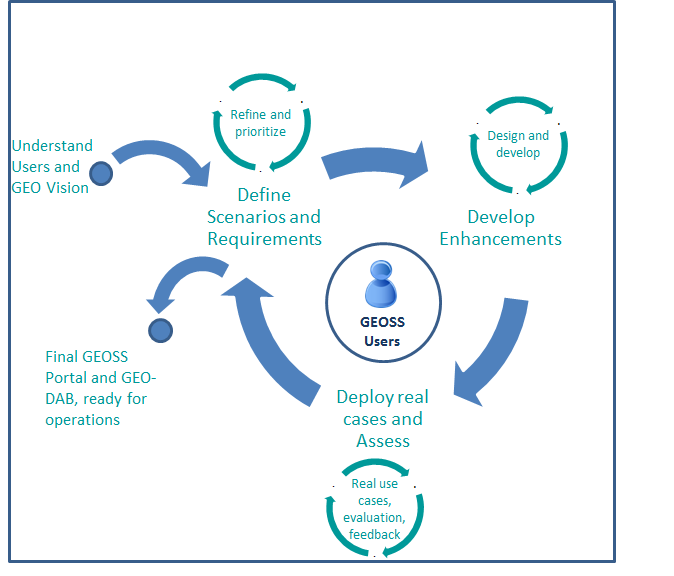 Understand
Users and
GEO Vision
Refine and
prioritize
Define
Scenarios and
Requirements
Design and
develop
Develop
Enhancements
GEOSS
Users
Final GEOSS
Portal and GEO-
DAB, ready for
operations
Deploy real
cases and
Assess
Real use
cases,
evaluation,
feedback